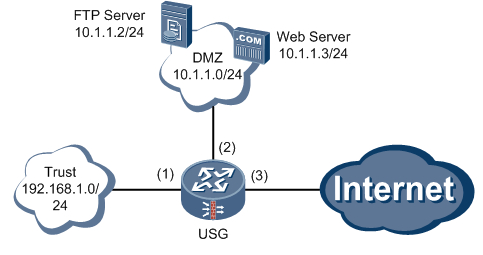 FTP Server
10.1.1.2/24
.COM
Web Server
10.1.1.3/24
DMZ
10.1.1.0/24
(2)
Trust
192.168.1.0/
24
(1)
(3)
Internet
USG